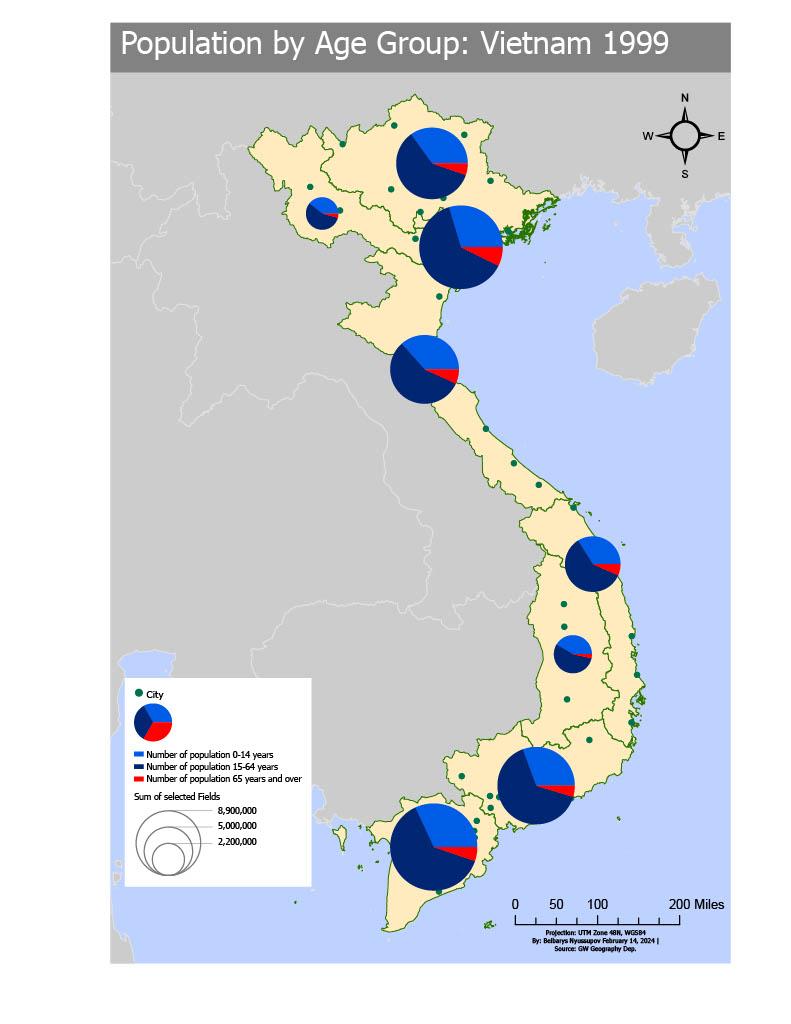 Population by Age Group: Vietnam 1999
N
W E
S
City
Number of population 0-14 years
Number of population 15-64 years
Number of population 65 years and over
Sum of selected Fields
8,900,000
5,000,000
2,200,000
0 50 100 200 Miles
Projection: UTM Zone 48N, WGS84
By: Beibarys Nyussupov February 14, 2024 |
Source: GW Geography Dep.